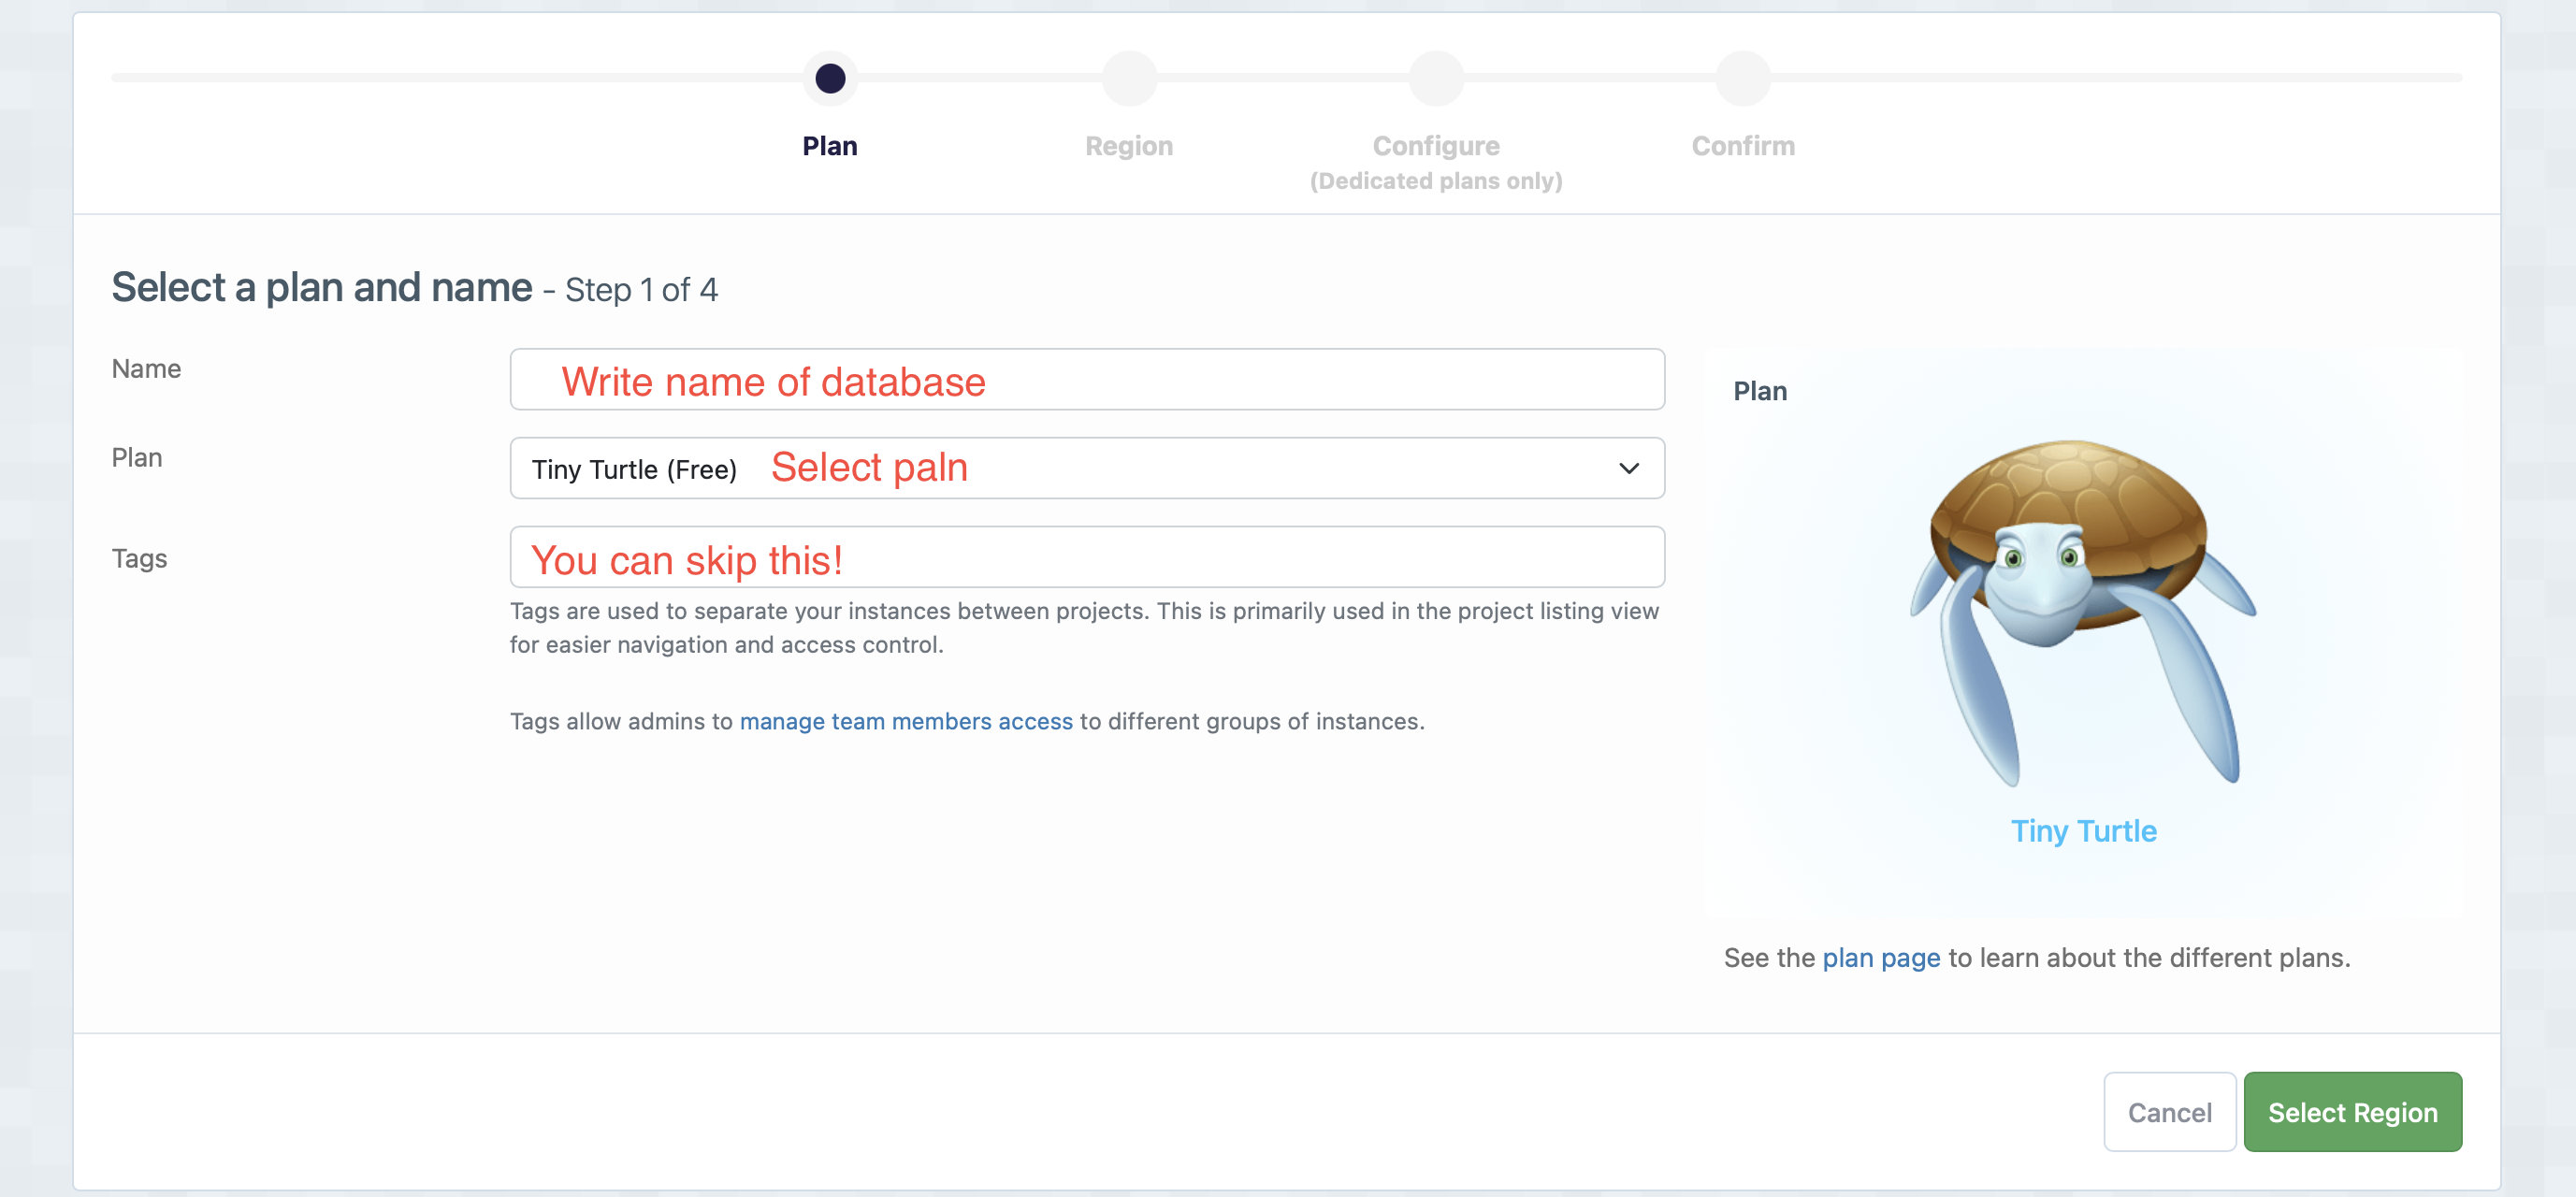 Plan
Region
Configure
Confirm
(Dedicated plans only)
Select a plan and name - Step 1 of 4
Name
Write name of database
Plan
Tiny Turtle (Free)
Select paln
Tags
You can skip this!
Tags are used to separate your instances between projects. This is primarily used in the project listing view
for easier navigation and access control.
Tags allow admins to manage team members access to different groups of instances.
Plan
Tiny Turtle
See the plan page to learn about the different plans.
Cancel
Select Region